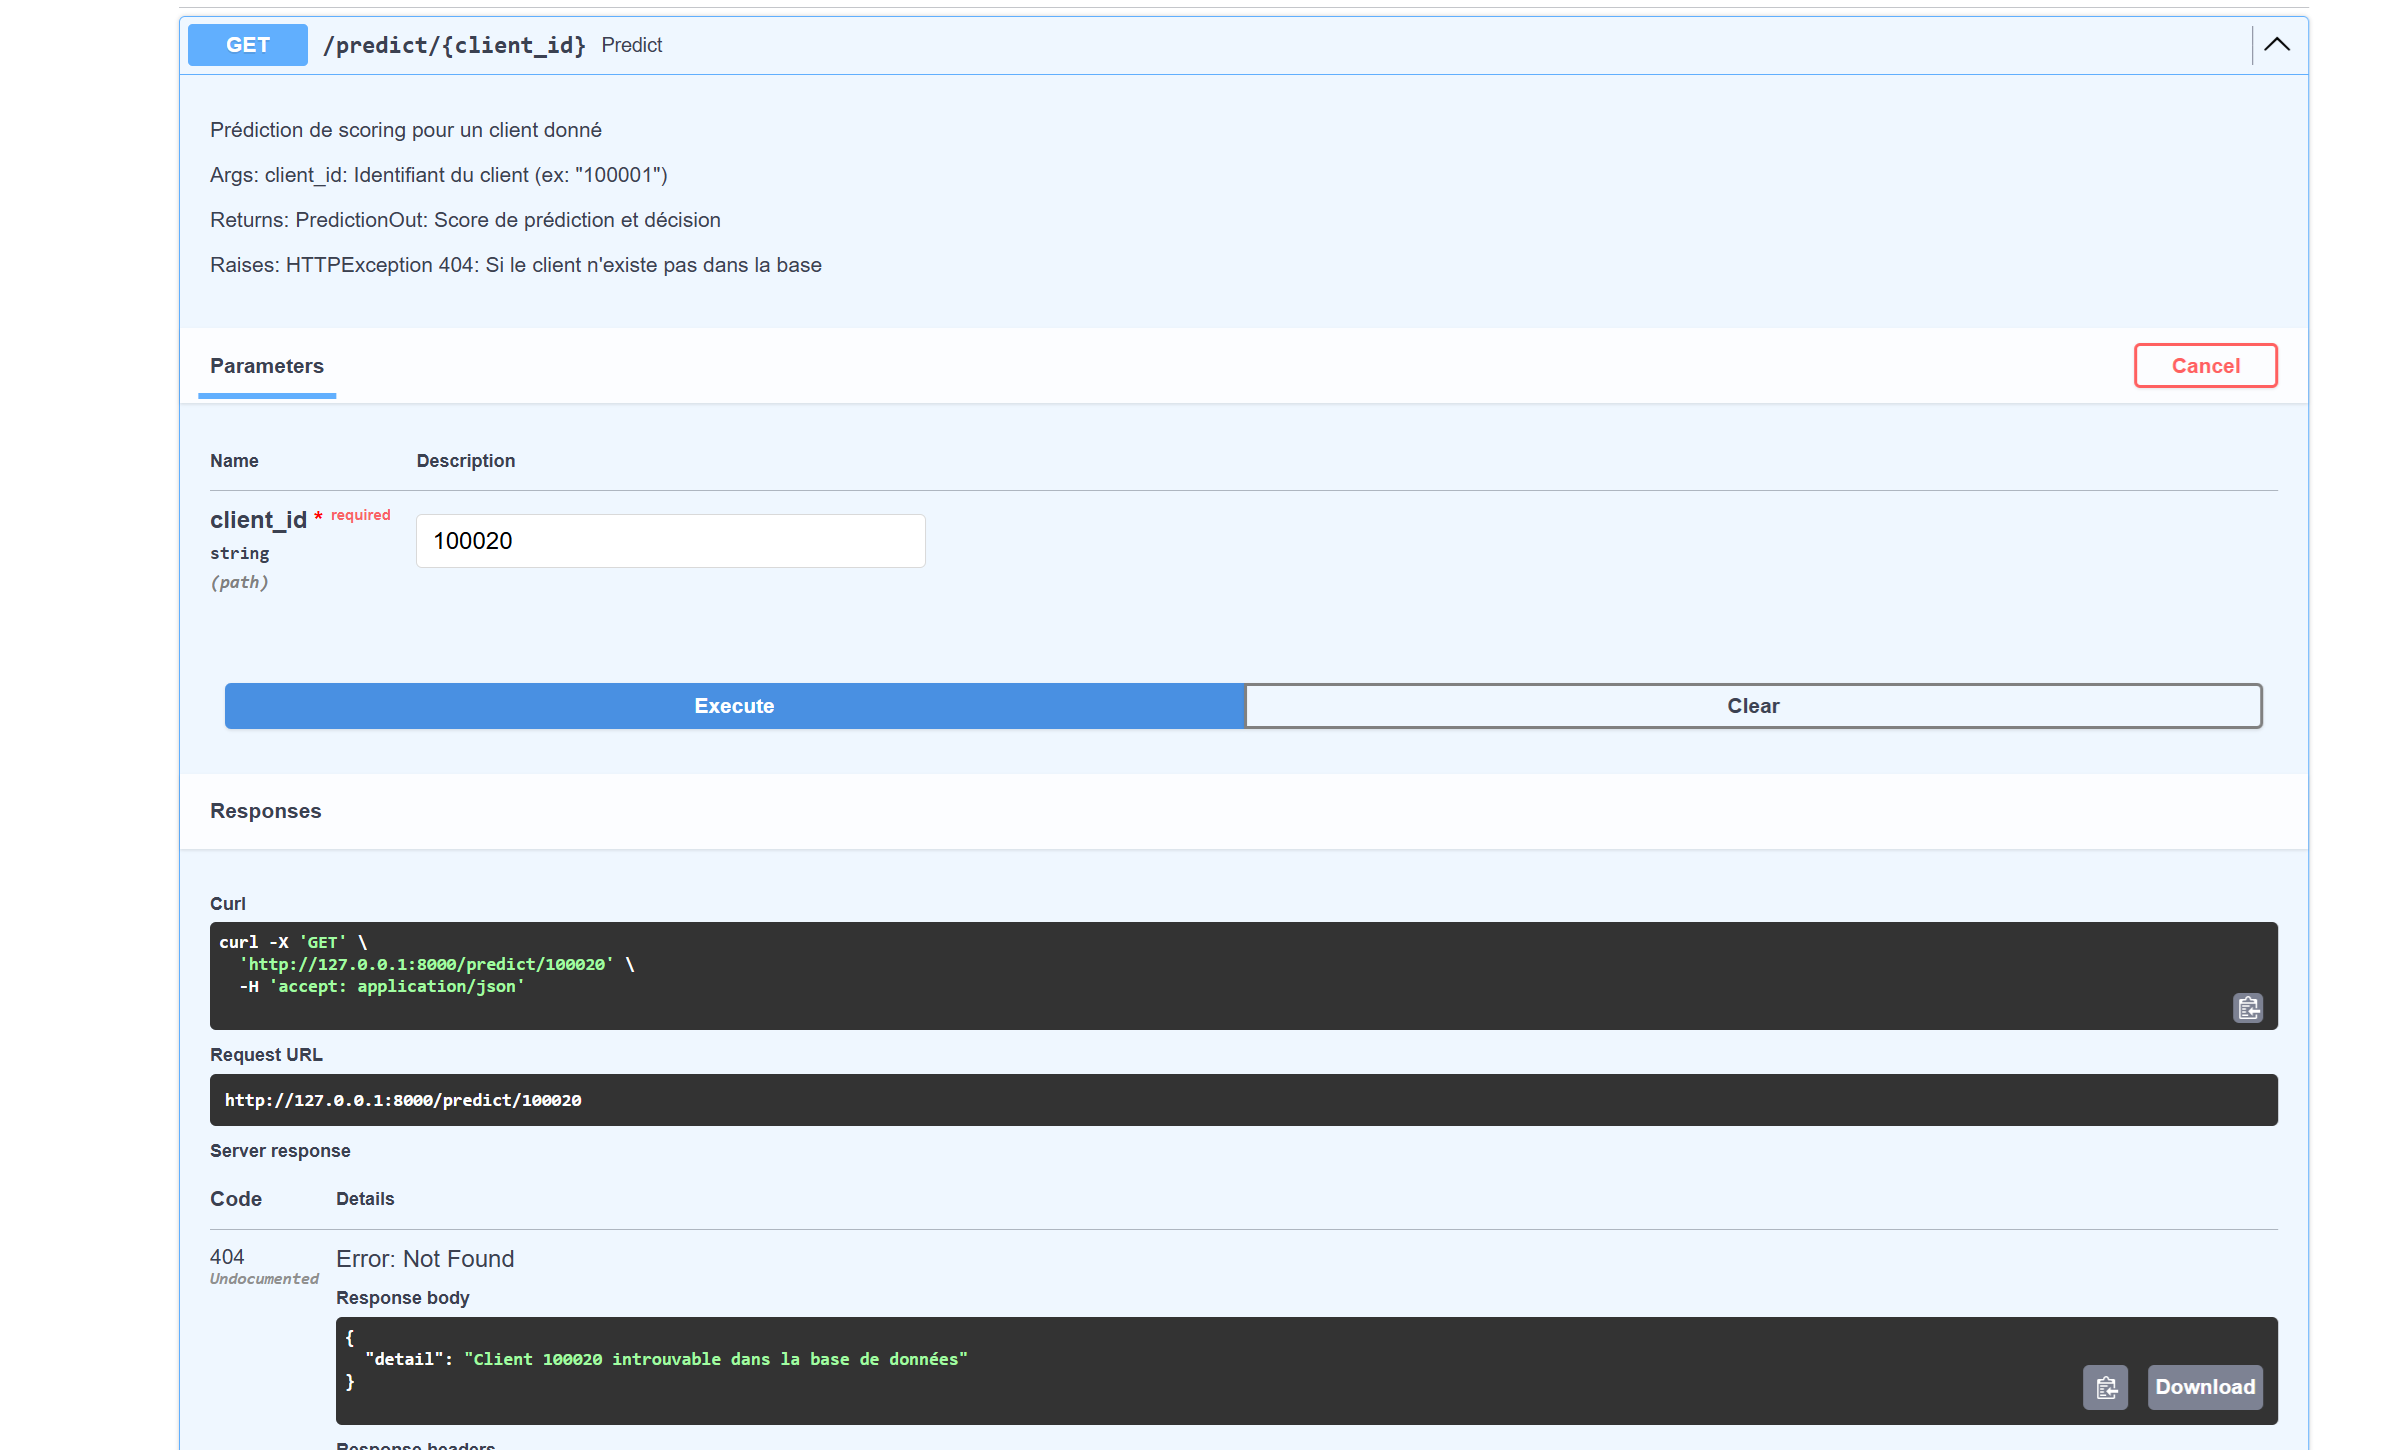 GET /predict/{client_id} Predict
Prédiction de scoring pour un client donné
Args: client_id: Identifiant du client (ex: "100001")
Returns: PredictionOut: Score de prédiction et décision
Raises: HTTPException 404: Si le client n'existe pas dans la base
Parameters
Cancel
Name Description
client_id * required
string
(path)
100020
Execute
Clear
Responses
Curl
curl -X 'GET' \
  'http://127.0.0.1:8000/predict/100020' \
  -H 'accept: application/json'
Request URL
http://127.0.0.1:8000/predict/100020
Server response
Code Details
404
Undocumented
Error: Not Found
Response body
{
  "detail": "Client 100020 introuvable dans la base de données"
}
Download
Response headers